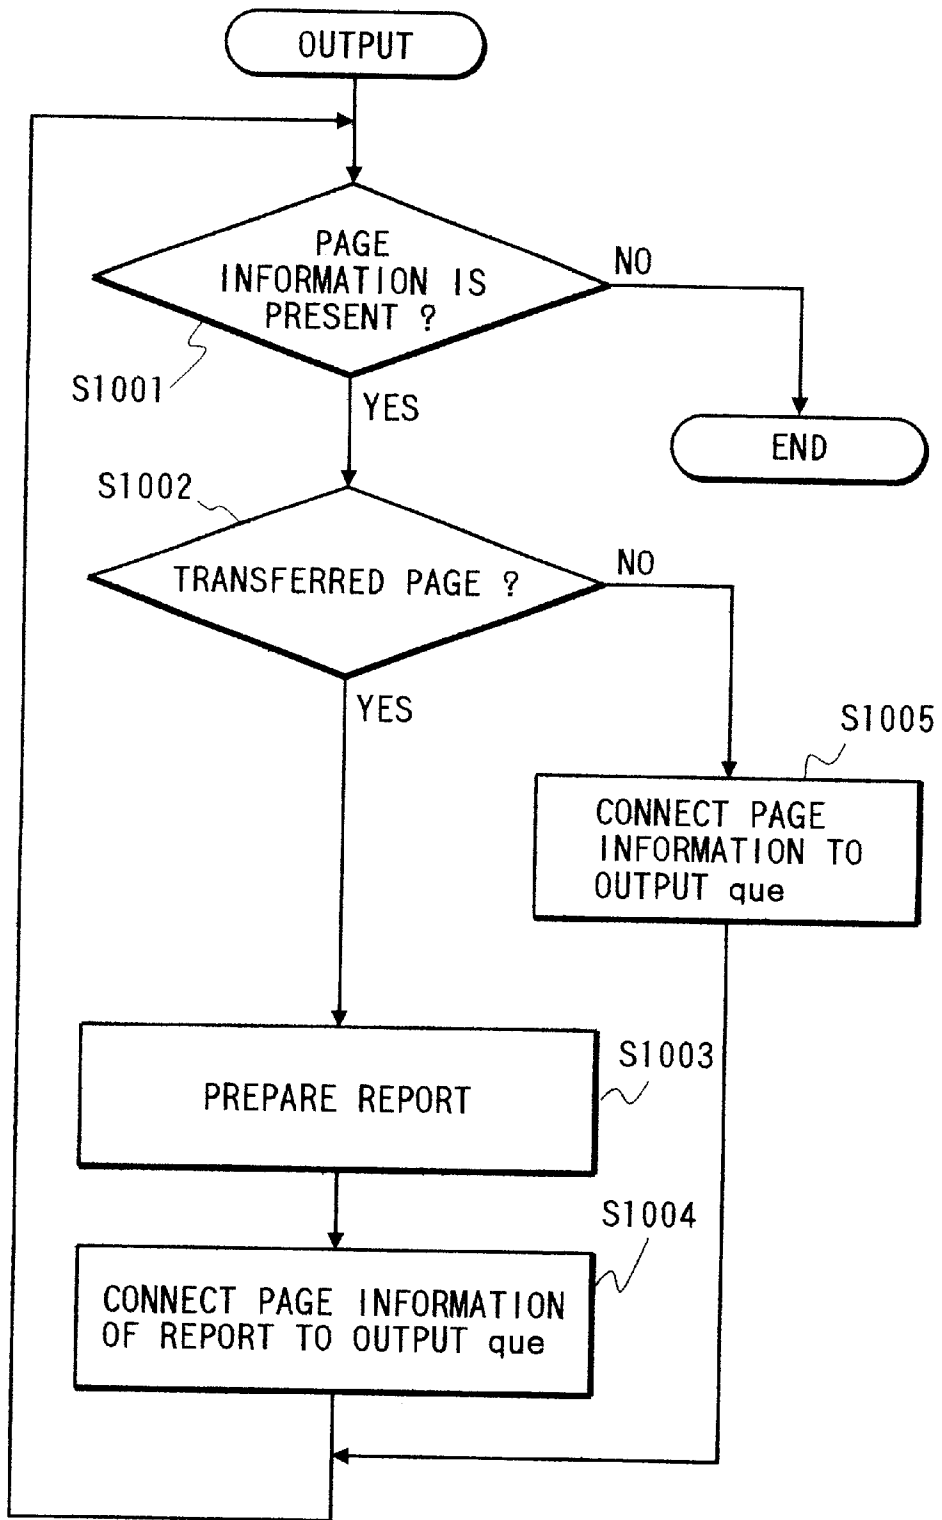 OUTPUT
PAGE
INFORMATION IS
PRESENT ?
NO
S1001
YES
END
S1002
TRANSFERRED PAGE ?
NO
YES
S1005
CONNECT PAGE
INFORMATION TO
OUTPUT que
S1003
PREPARE REPORT
S1004
CONNECT PAGE INFORMATION
OF REPORT TO OUTPUT que